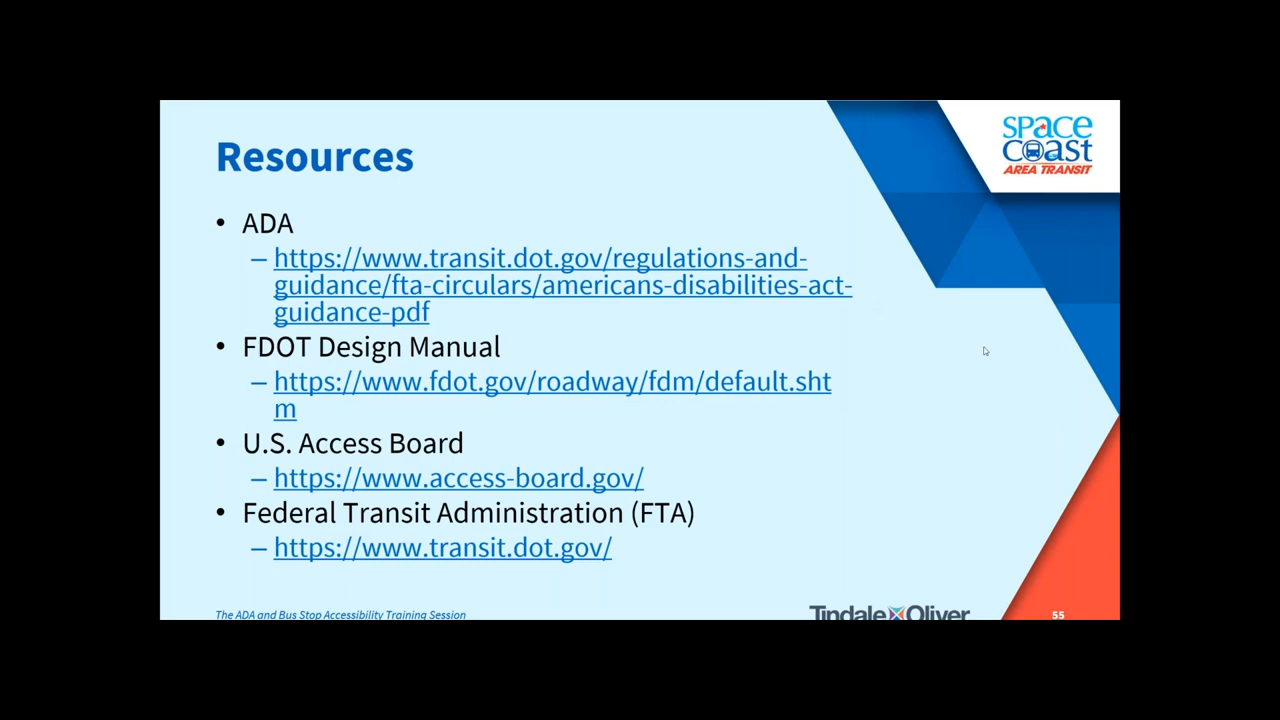 Resources
SPACE
COAST
AREA TRANSIT
• ADA
– https://www.transit.dot.gov/regulations-and-
guidance/fta-circulars/americans-disabilities-act-
guidance-pdf
• FDOT Design Manual
– https://www.fdot.gov/roadway/fdm/default.sht
m
• U.S. Access Board
– https://www.access-board.gov/
• Federal Transit Administration (FTA)
– https://www.transit.dot.gov/
The ADA and Bus Stop Accessibility Training Session
Tindale Oliver
55